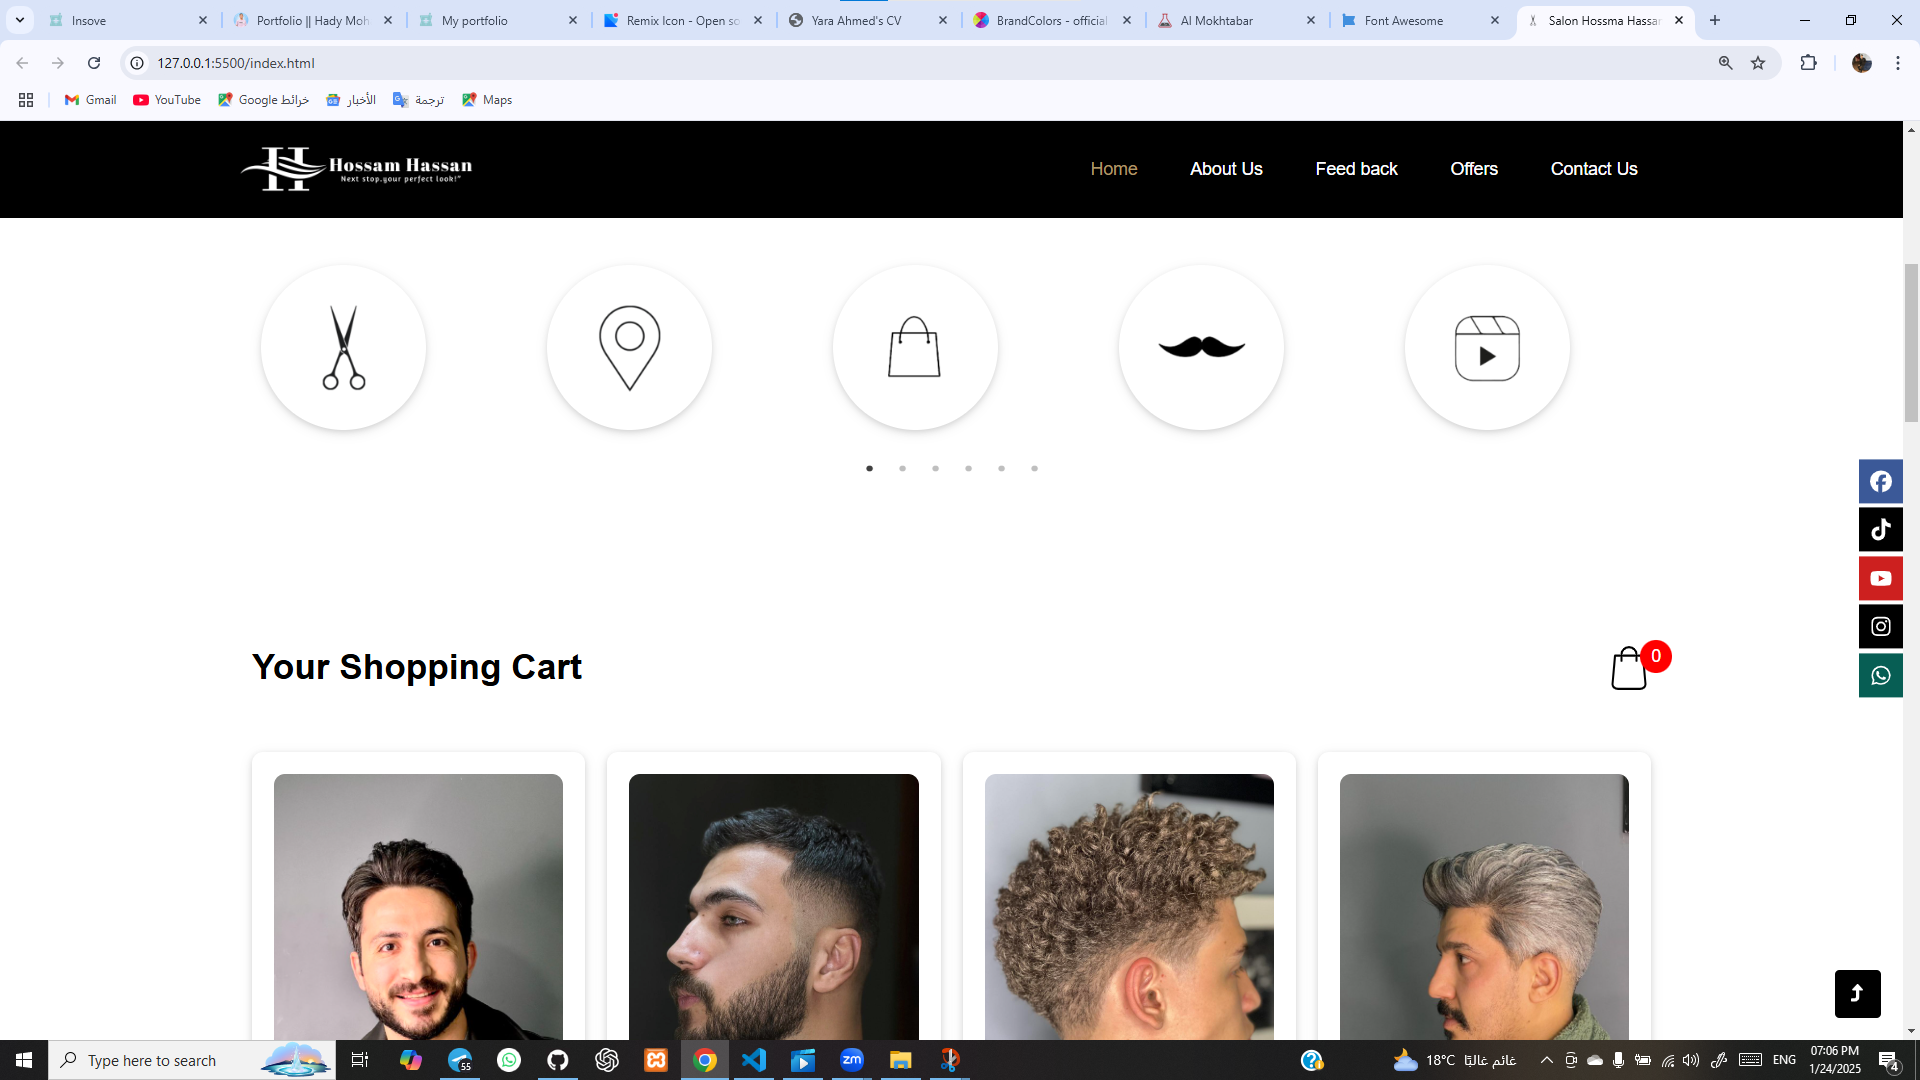 Insove
Portfolio || Hady Moh
My portfolio
Remix Icon - Open so
Yara Ahmed's CV
BrandColors - official
Al Mokhtabar
Font Awesome
Salon Hossma Hassan
127.0.0.1:5500/index.html
Gmail
YouTube
خرائط Google
الأخبار
ترجمة
Maps
Hossam Hassan
Next stop,your perfect look!"
Home
About Us
Feed back
Offers
Contact Us
Your Shopping Cart
0
Type here to search
55
zm
18°C غائم غالبًا
ENG
07:06 PM
1/24/2025
4